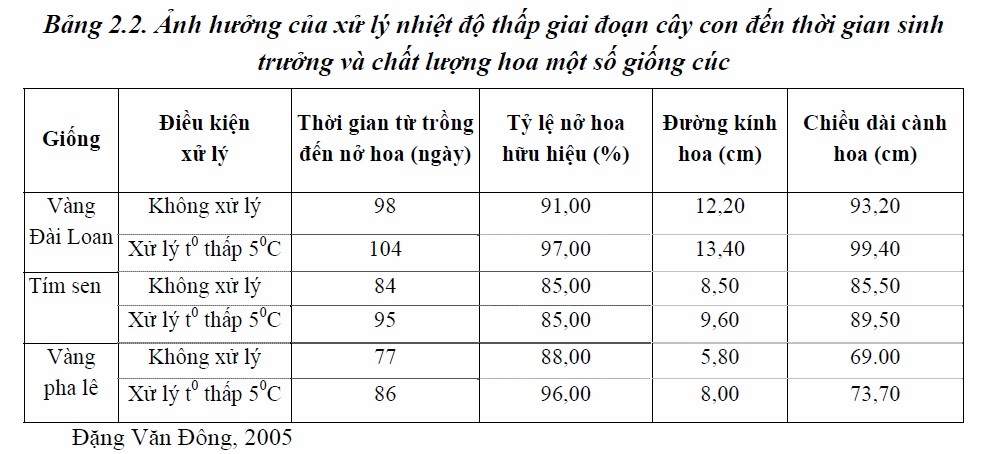 Bảng 2.2. Ảnh hưởng của xử lý nhiệt độ thấp giai đoạn cây con đến thời gian sinh
trưởng và chất lượng hoa một số giống cúc
Giống Điều kiện xử lý Thời gian từ trồng đến nở hoa (ngày) Tỷ lệ nở hoa hữu hiệu (%) Đường kính hoa (cm) Chiều dài cành hoa (cm)
Vàng Không xử lý 98 91,00 12,20 93,20
Đài Loan Xử lý t⁰ thấp 5⁰C 104 97,00 13,40 99,40
Tím sen Không xử lý 84 85,00 8,50 85,50
Xử lý t⁰ thấp 5⁰C 95 85,00 9,60 89,50
Vàng Không xử lý 77 88,00 5,80 69.00
pha lê Xử lý t⁰ thấp 5⁰C 86 96,00 8,00 73,70
Đặng Văn Đông, 2005